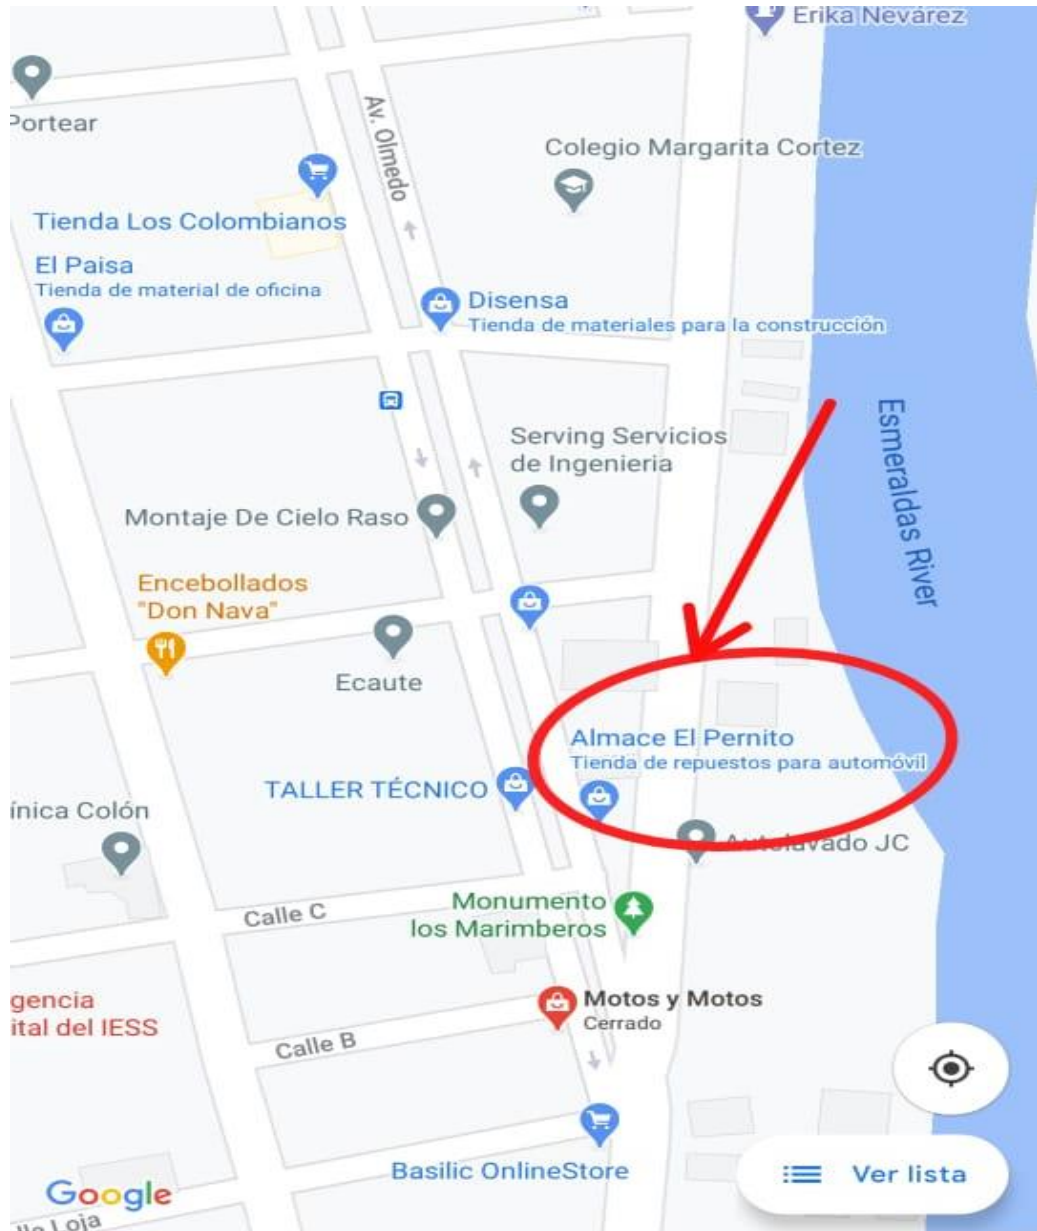 Erika Nevárez
Portear
Av. Olmedo
Colegio Margarita Cortez
Tienda Los Colombianos
El Paisa
Tienda de material de oficina
Disensa
Tienda de materiales para la construcción
Esmeraldas River
Serving Servicios
de Ingenieria
Montaje De Cielo Raso
Encebollados
"Don Nava"
Ecaute
Almace El Pernito
Tienda de repuestos para automóvil
TALLER TÉCNICO
ínica Colón
Autolavado JC
Monumento
los Marimberos
Calle C
gencia
ital del IESS
Motos y Motos
Cerrado
Calle B
Basilic OnlineStore
Ver lista
Google
Loja